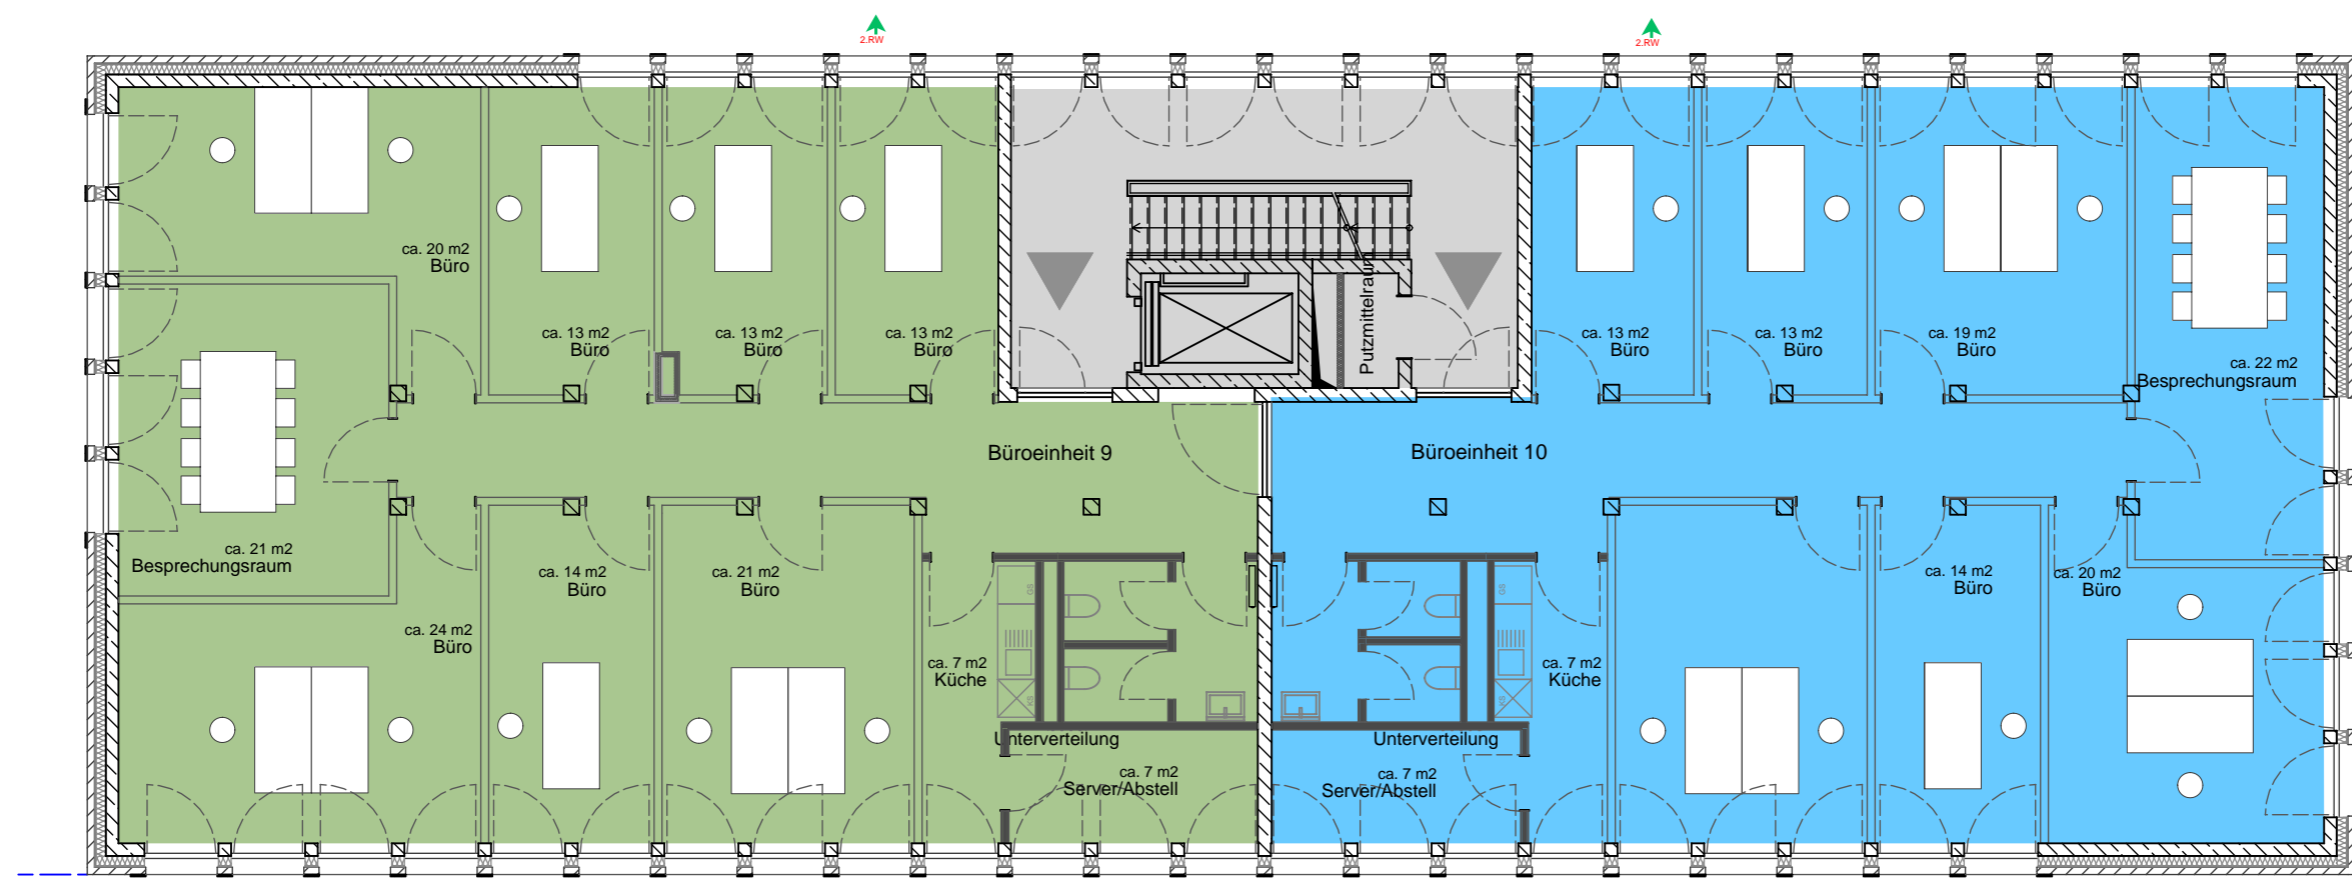 2.RW
2.RW
ca. 20 m2
Büro
ca. 13 m2
Büro
ca. 13 m2
Büro
ca. 13 m2
Büro
Putzmittelraum
ca. 13 m2
Büro
ca. 13 m2
Büro
ca. 19 m2
Büro
ca. 22 m2
Besprechungsraum
Büroeinheit 9
Büroeinheit 10
ca. 21 m2
Besprechungsraum
ca. 24 m2
Büro
ca. 14 m2
Büro
ca. 21 m2
Büro
GS
ca. 7 m2
Küche
KS
GS
ca. 7 m2
Küche
KS
ca. 14 m2
Büro
ca. 20 m2
Büro
Unterverteilung
ca. 7 m2
Server/Abstell
Unterverteilung
ca. 7 m2
Server/Abstell